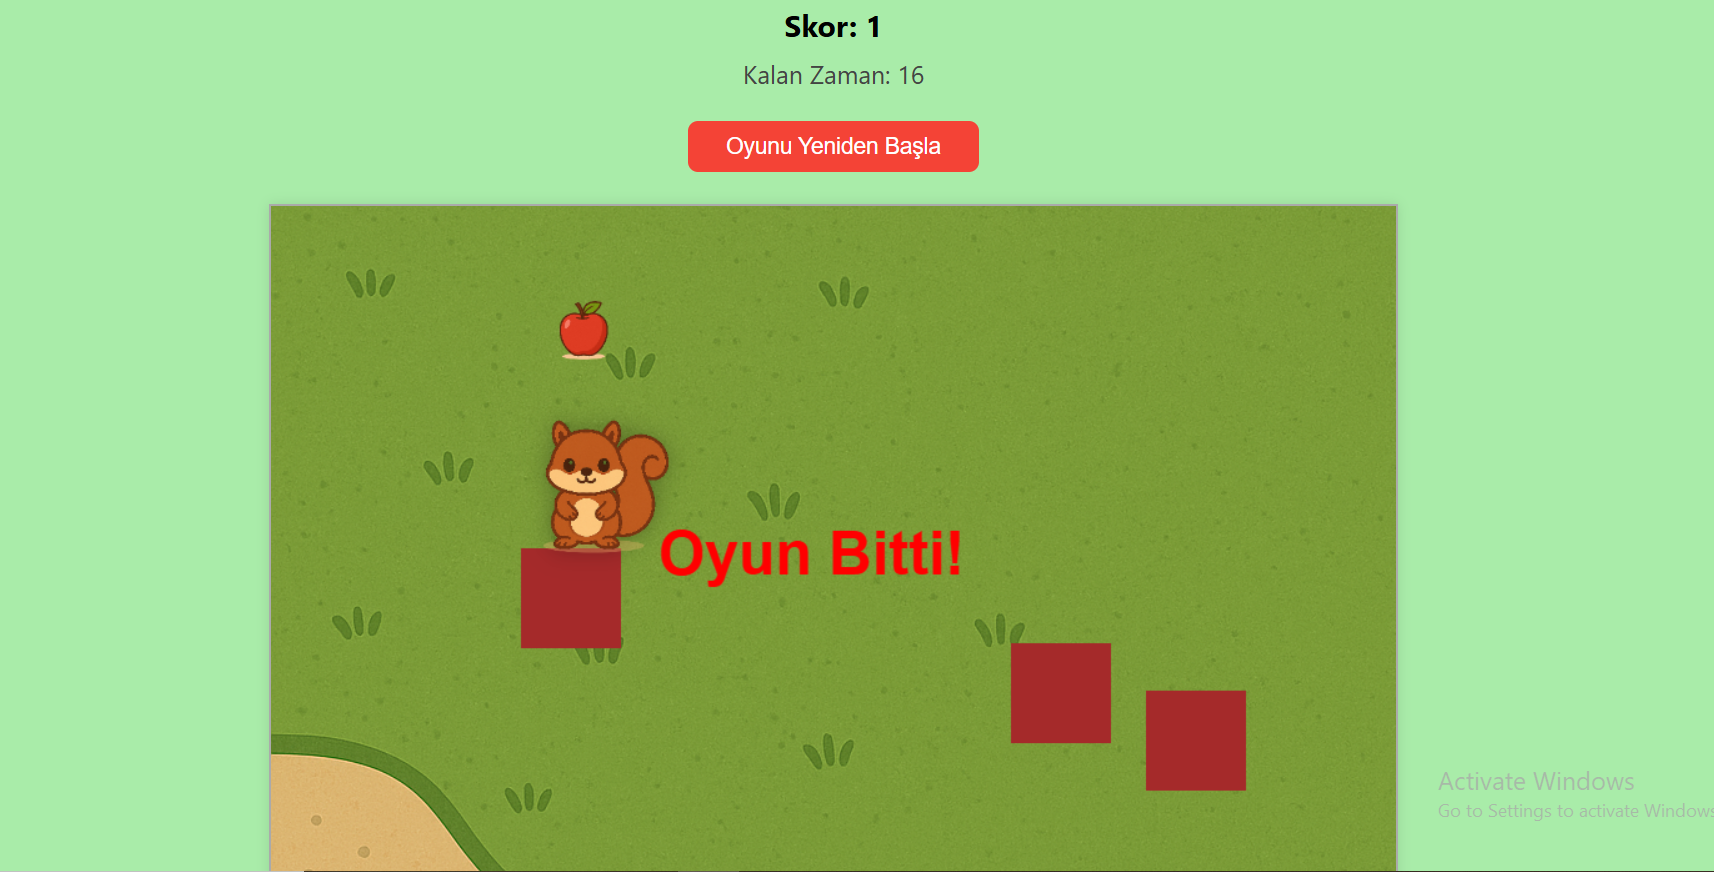 Skor: 1
Kalan Zaman: 16
Oyunu Yeniden Başla
Oyun Bitti!
Activate Windows
Go to Settings to activate Windows